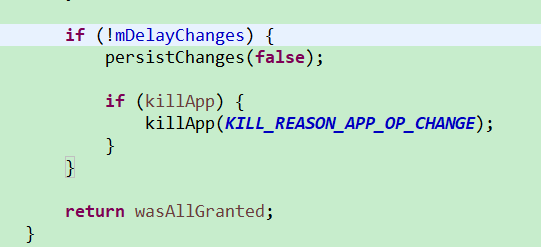 if (!mDelayChanges) {
persistChanges(false);
if (killApp) {
killApp(KILL_REASON_APP_OP_CHANGE);
}
}
return wasAllGranted;
}